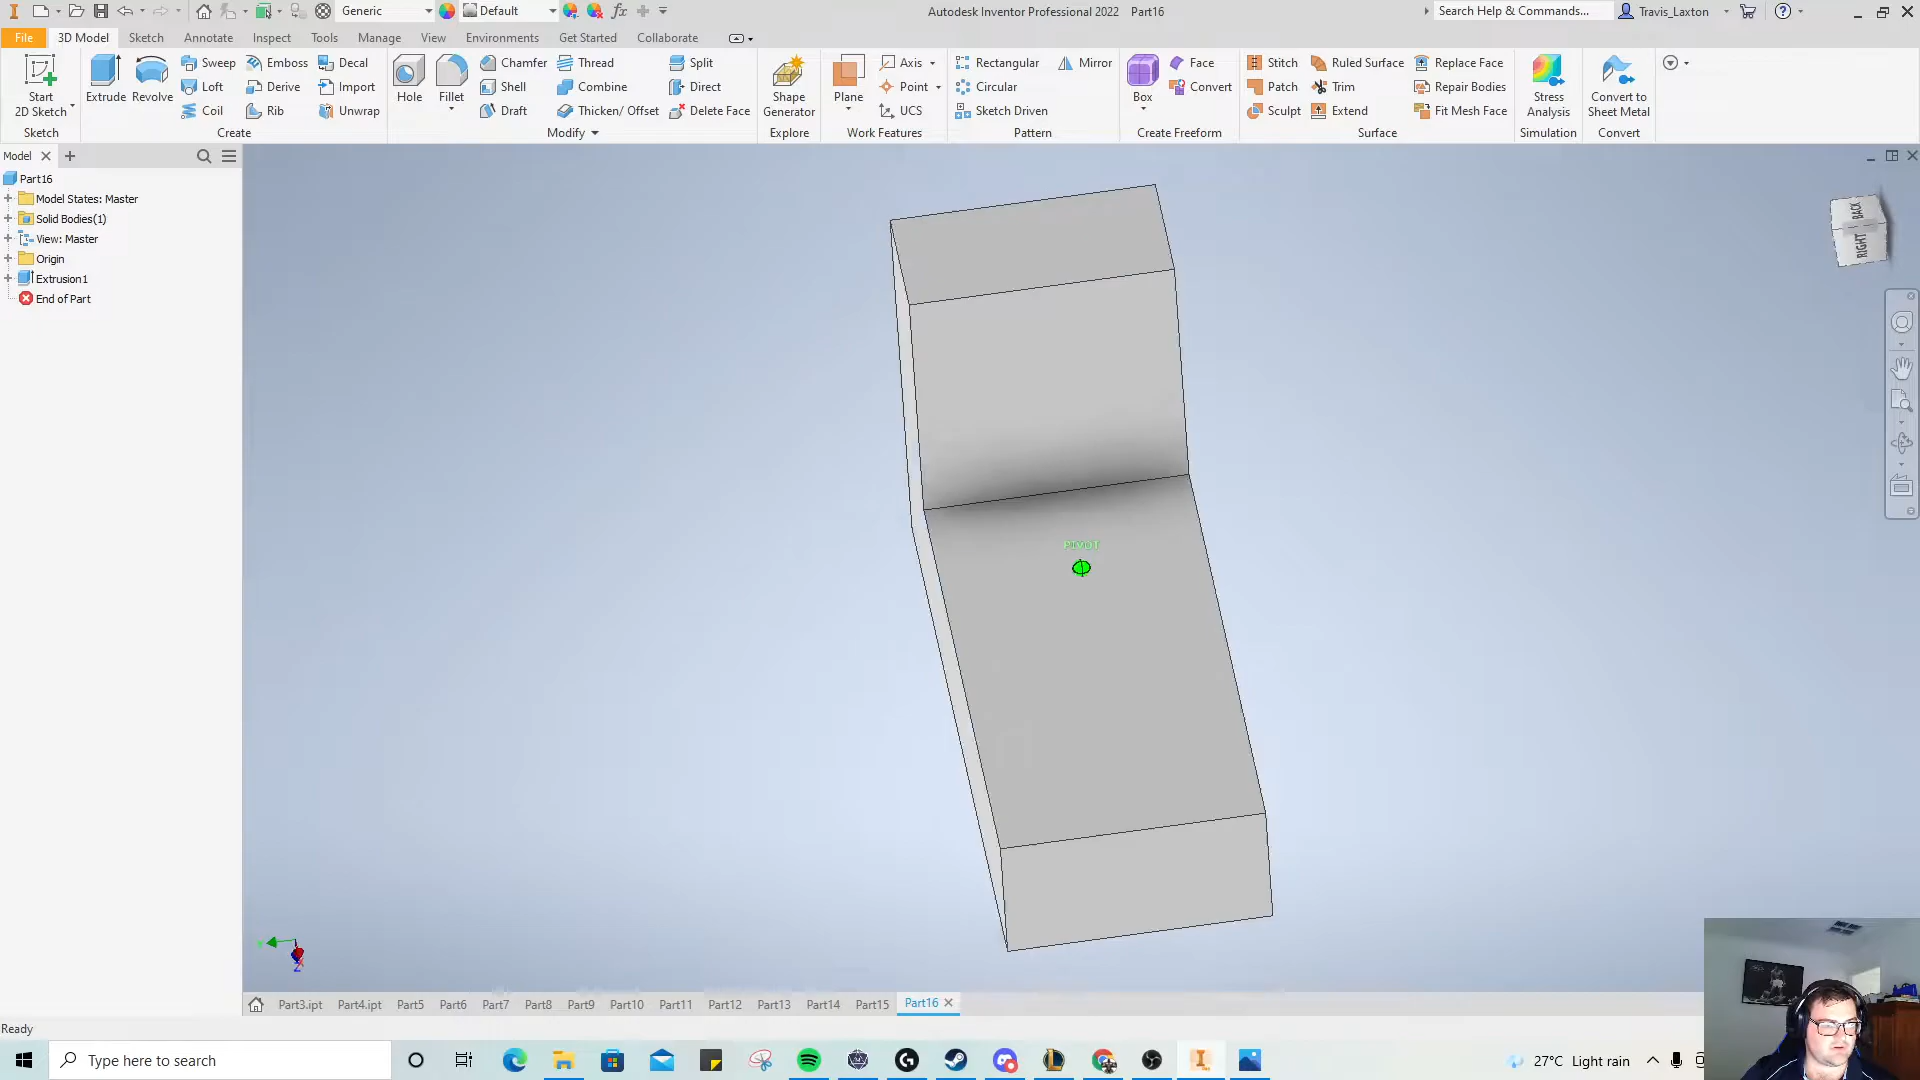 Generic
Default
Autodesk Inventor Professional 2022 Part16
Search Help & Commands...
Travis_Laxton
File 3D Model Sketch Annotate Inspect Tools Manage View Environments Get Started Collaborate
Start
2D Sketch
Sketch
Extrude
Revolve
Sweep
Emboss
Decal
Loft
Derive
Import
Coil
Rib
Unwrap
Create
Hole
Fillet
Chamfer
Thread
Split
Shell
Combine
Direct
Draft
Thicken/ Offset
Delete Face
Modify
Shape
Generator
Explore
Plane
Axis
Point
UCS
Work Features
Rectangular
Mirror
Circular
Sketch Driven
Pattern
Box
Face
Convert
Create Freeform
Stitch
Ruled Surface
Replace Face
Patch
Trim
Repair Bodies
Sculpt
Extend
Fit Mesh Face
Surface
Stress
Analysis
Simulation
Convert to
Sheet Metal
Convert
Model
Part16
Model States: Master
Solid Bodies(1)
View: Master
Origin
Extrusion1
End of Part
BACK
RIGHT
PIVOT
Z
Part3.ipt Part4.ipt Part5 Part6 Part7 Part8 Part9 Part10 Part11 Part12 Part13 Part14 Part15 Part16
Ready
Type here to search
27°C Light rain